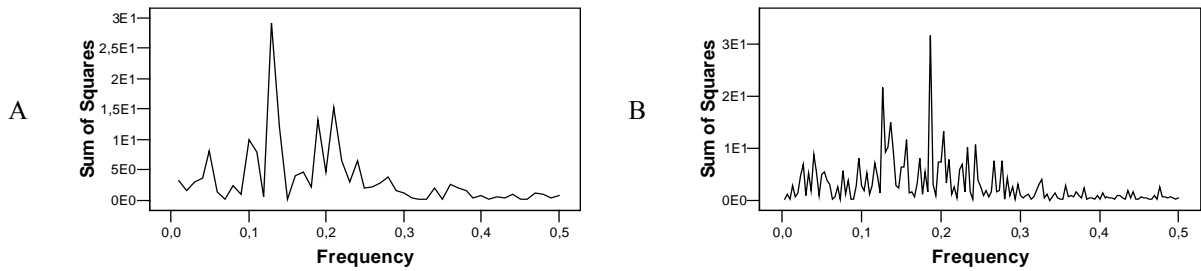 A
Sum of Squares
3E1
2,5E1
2E1
1,5E1
1E1
5E0
0E0
0,0 0,1 0,2 0,3 0,4 0,5
Frequency
B
Sum of Squares
3E1
2E1
1E1
0E0
0,0 0,1 0,2 0,3 0,4 0,5
Frequency